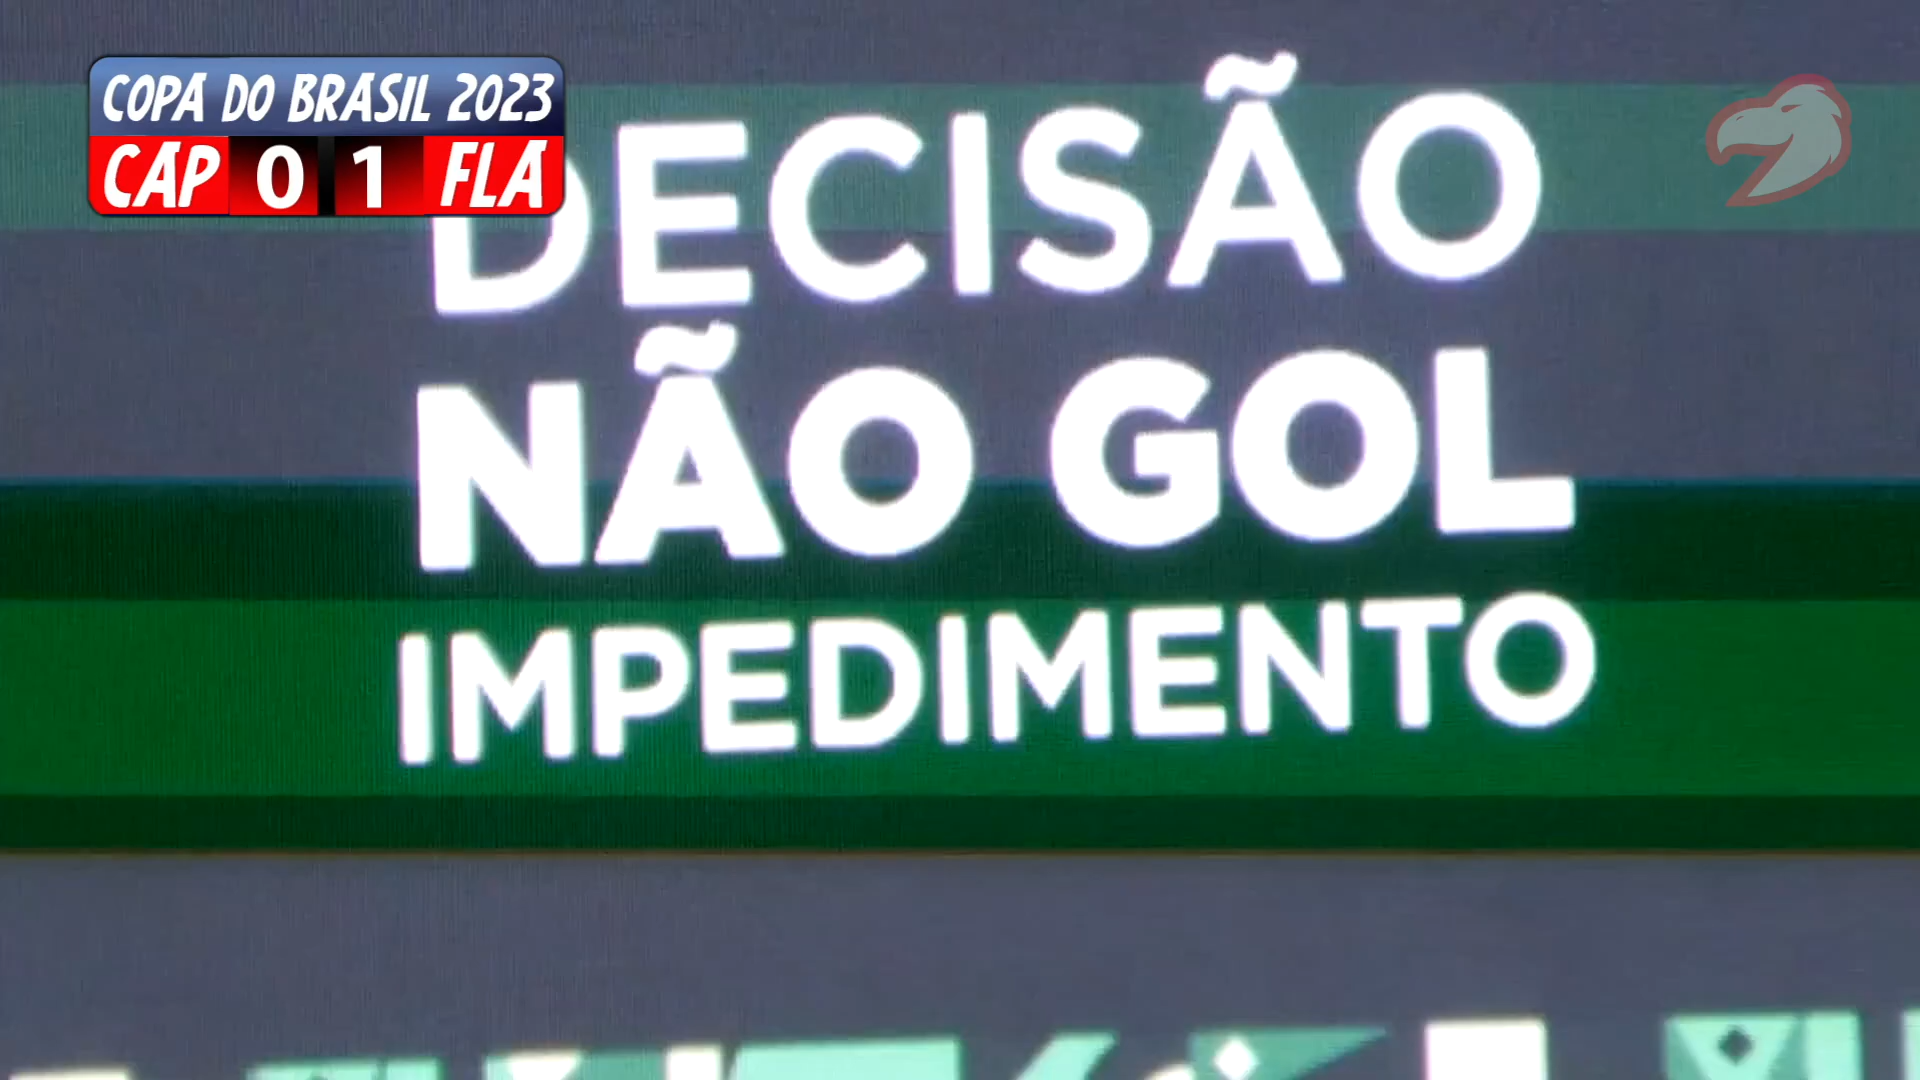 COPA DO BRASIL 2023
CAP 0 1 FLA
DECISÃO
NÃO GOL
IMPEDIMENTO